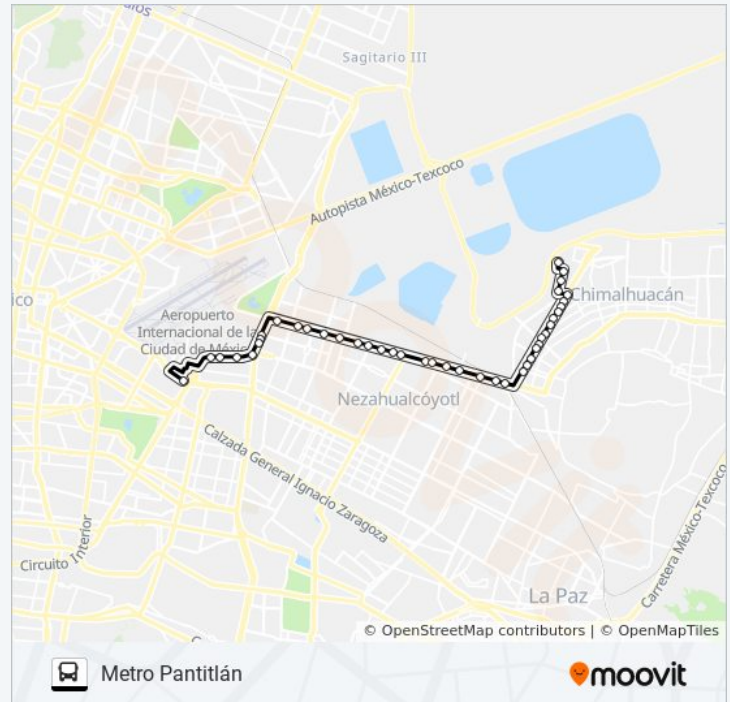 Sagitario III
Autopista México-Texcoco
ico
Aeropuerto
Internacional de la
Ciudad de México
Chimalhuacán
Nezahualcóyotl
Calzada General Ignacio Zaragoza
Circuito Interior
Carretera México-Texcoco
La Paz
© OpenStreetMap contributors | © OpenMapTiles
Metro Pantitlán
moovit